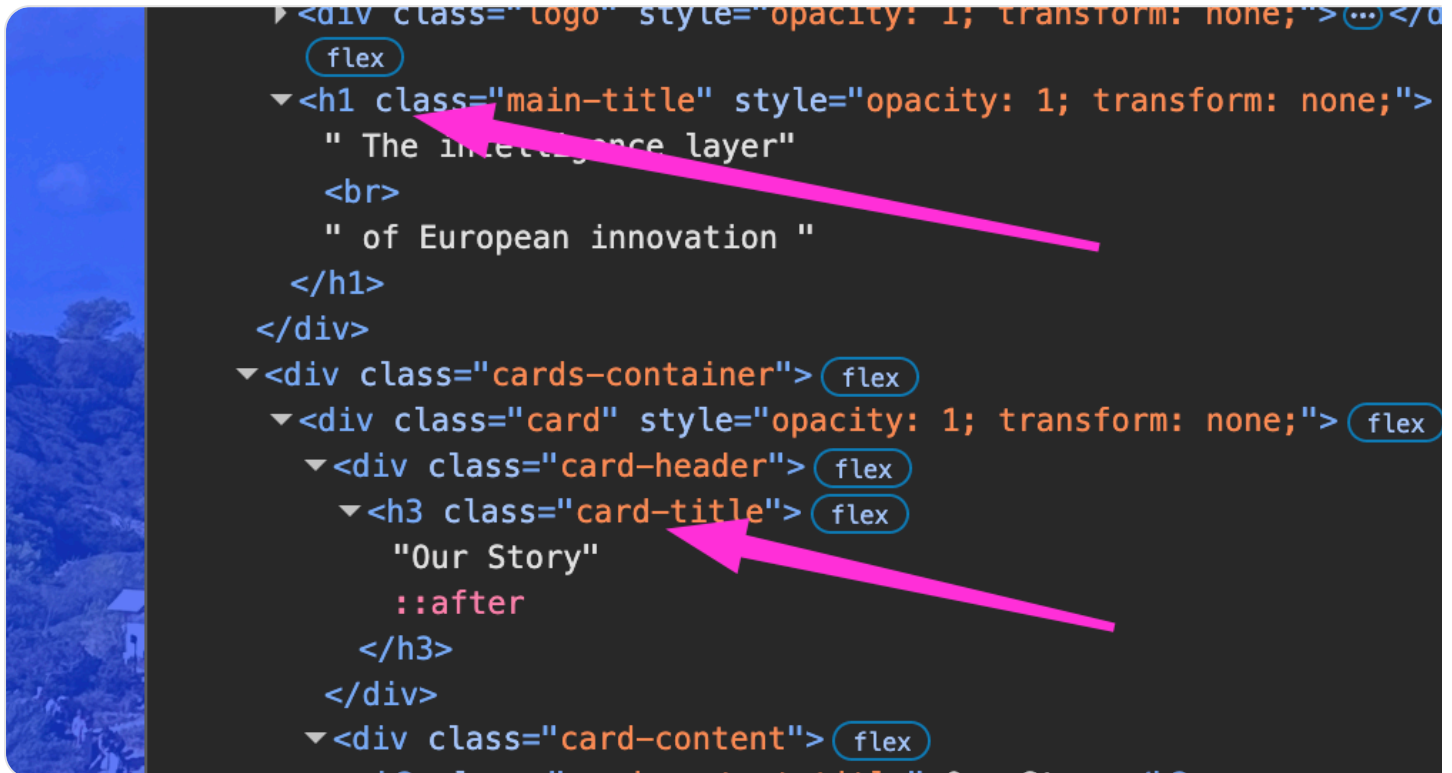 <div class="logo" style="opacity: 1; transform: none;">
flex
<h1 class="main-title" style="opacity: 1; transform: none;">
" The intelligence layer"
<br>
" of European innovation "
</h1>
</div>
<div class="cards-container"> flex
<div class="card" style="opacity: 1; transform: none;"> flex
<div class="card-header"> flex
<h3 class="card-title"> flex
"Our Story"
::after
</h3>
</div>
<div class="card-content"> flex